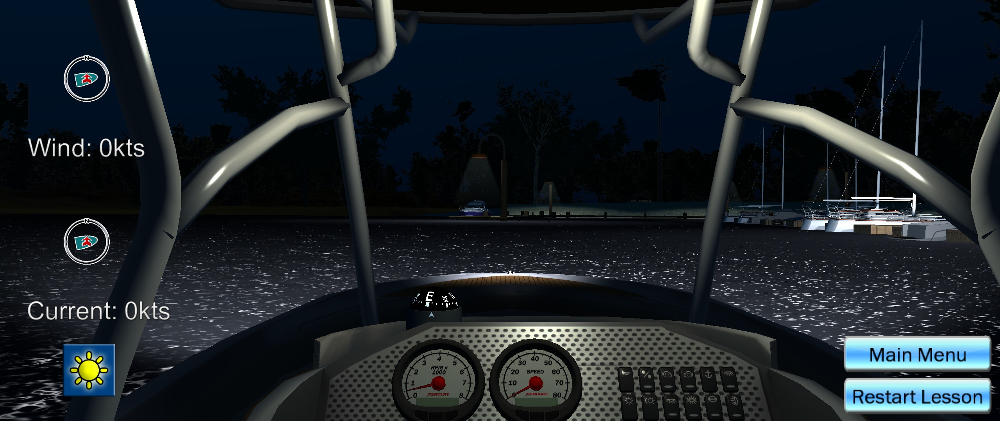 N
Wind: 0kts
N
Current: 0kts
E
NE
0 1 2 3 4 5 6 7 8
RPM x
1000
MERCURY
0 10 20 30 40 50 60 70 80
SPEED
MERCURY
Main Menu
Restart Lesson